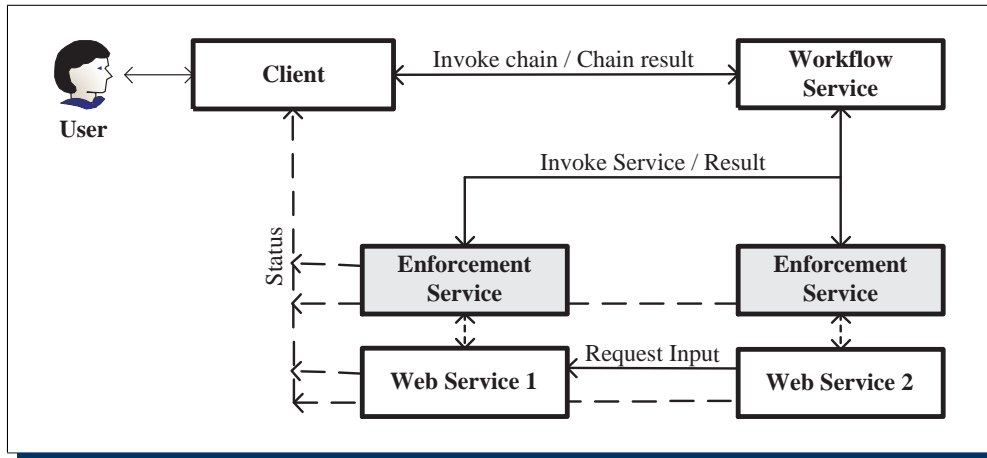 Client
Invoke chain / Chain result
Workflow
Service
User
Invoke Service / Result
Status
Enforcement
Service
Enforcement
Service
Request Input
Web Service 1
Web Service 2